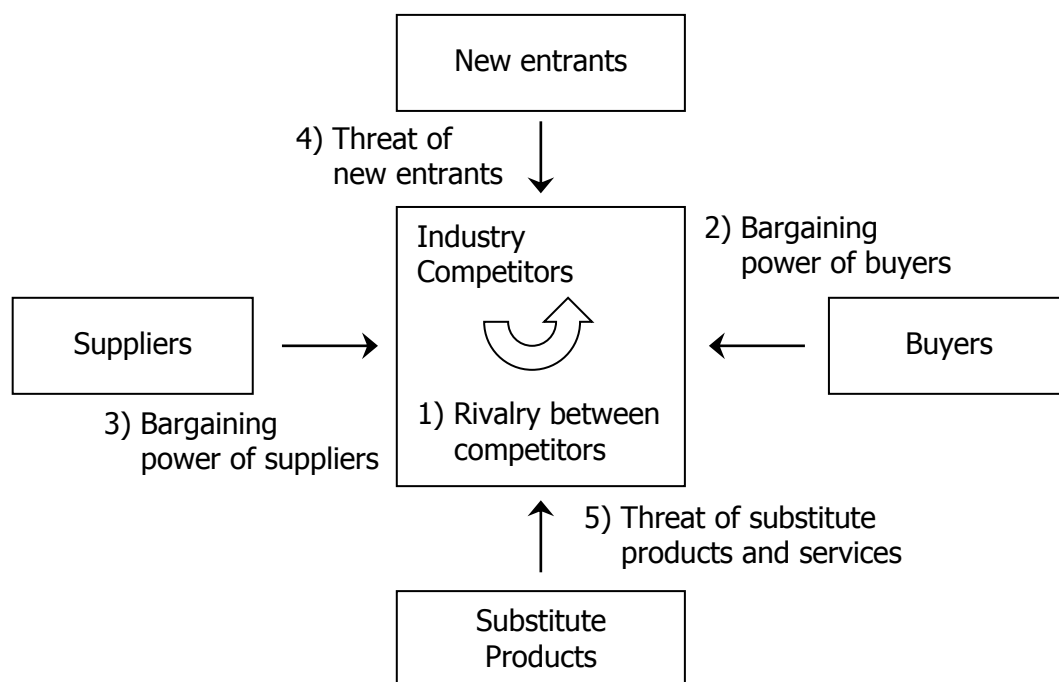 New entrants
4) Threat of
new entrants
Industry
Competitors
2) Bargaining
power of buyers
Suppliers
Buyers
3) Bargaining
power of suppliers
1) Rivalry between
competitors
5) Threat of substitute
products and services
Substitute
Products